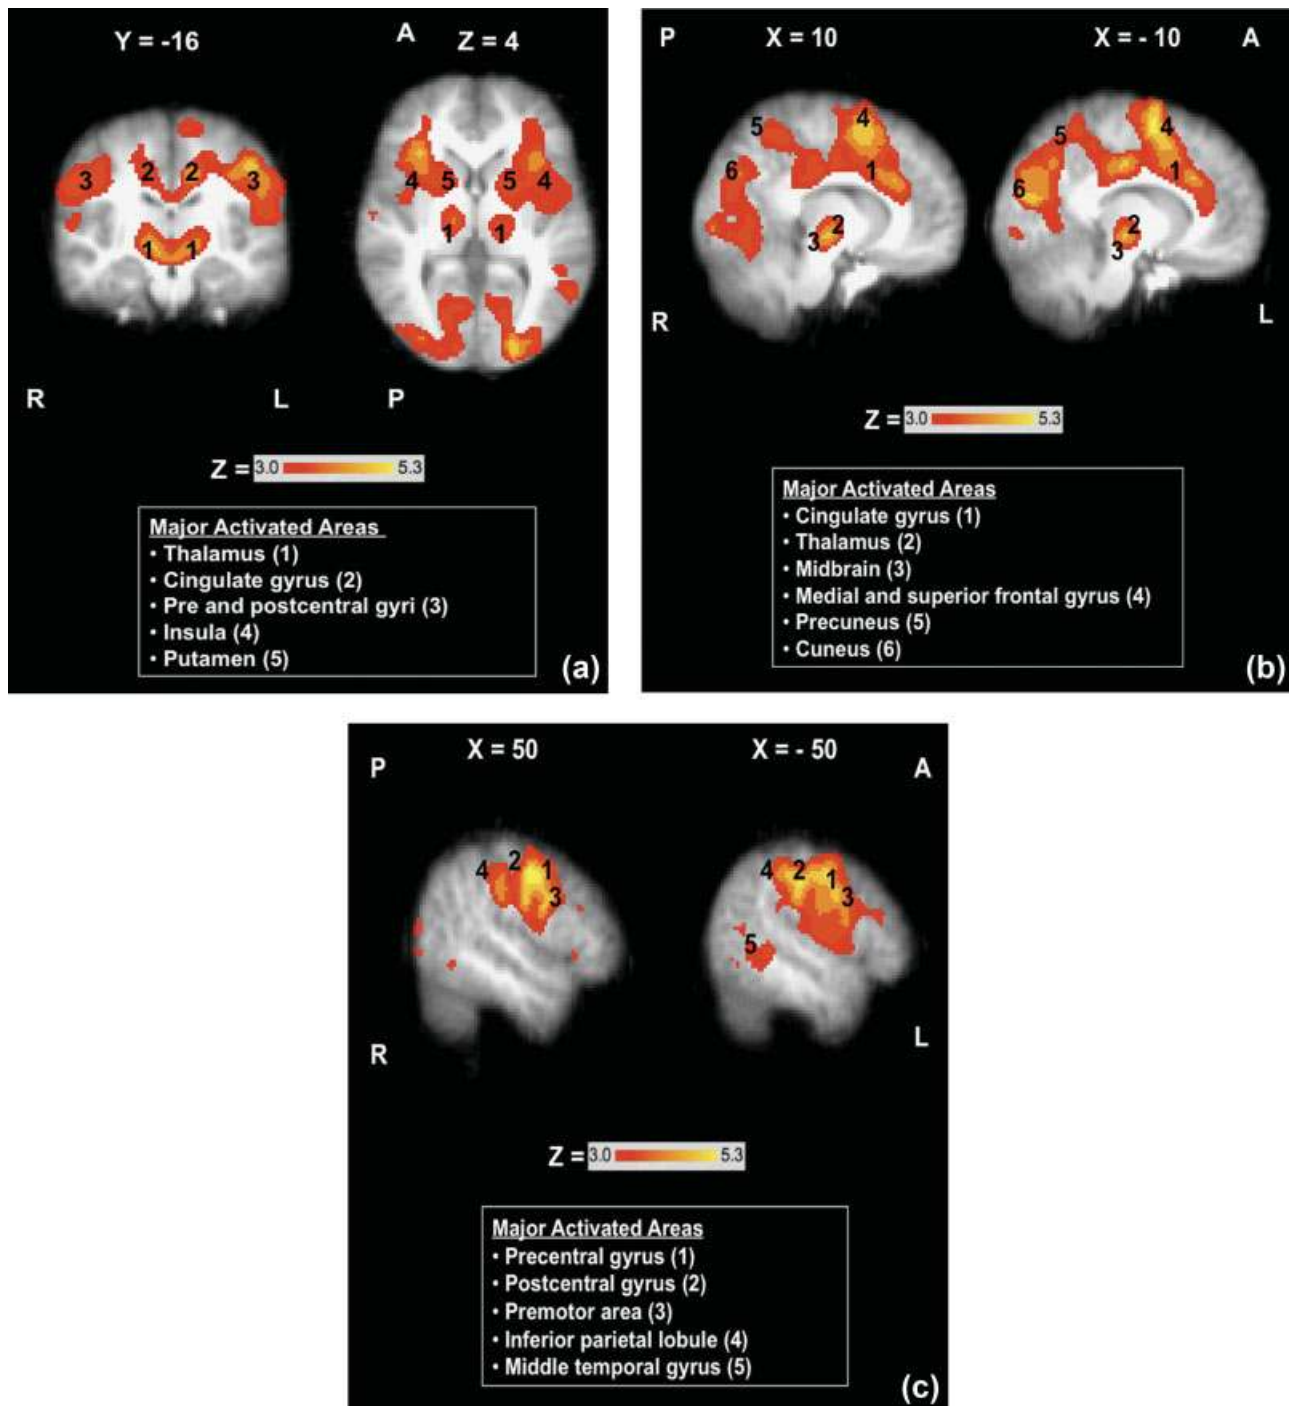 Y = -16
A
Z = 4
3
2
2
3
1
1
4
5
5
4
1
1
R
L
P
Z =
3.0
5.3
Major Activated Areas
• Thalamus (1)
• Cingulate gyrus (2)
• Pre and postcentral gyri (3)
• Insula (4)
• Putamen (5)
(a)
P
X = 10
X = - 10
A
5
4
6
1
2
3
5
4
6
1
2
3
R
L
Z =
3.0
5.3
Major Activated Areas
• Cingulate gyrus (1)
• Thalamus (2)
• Midbrain (3)
• Medial and superior frontal gyrus (4)
• Precuneus (5)
• Cuneus (6)
(b)
P
X = 50
X = - 50
A
4
2
1
3
4
2
1
3
5
R
L
Z =
3.0
5.3
Major Activated Areas
• Precentral gyrus (1)
• Postcentral gyrus (2)
• Premotor area (3)
• Inferior parietal lobule (4)
• Middle temporal gyrus (5)
(c)